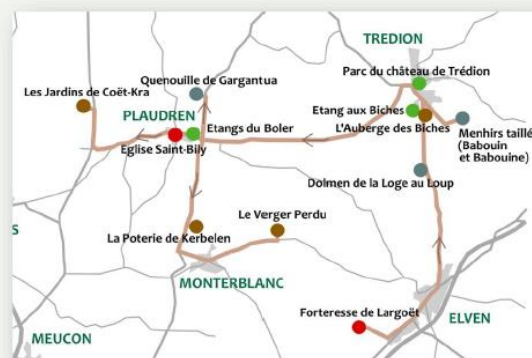 TREDION
Parc du château de Trédion
Quenouille de Gargantua
Les Jardins de Coët-Kra
PLAUDREN
Etang aux Biches
L'Auberge des Biches
Menhirs taillé
(Babouin
et Babouine)
Etangs du Boler
Eglise Saint-Bily
Dolmen de la Loge au Loup
Le Verger Perdu
La Poterie de Kerbelen
MONTERBLANC
Forteresse de Largoët
ELVEN
MEUCON
S